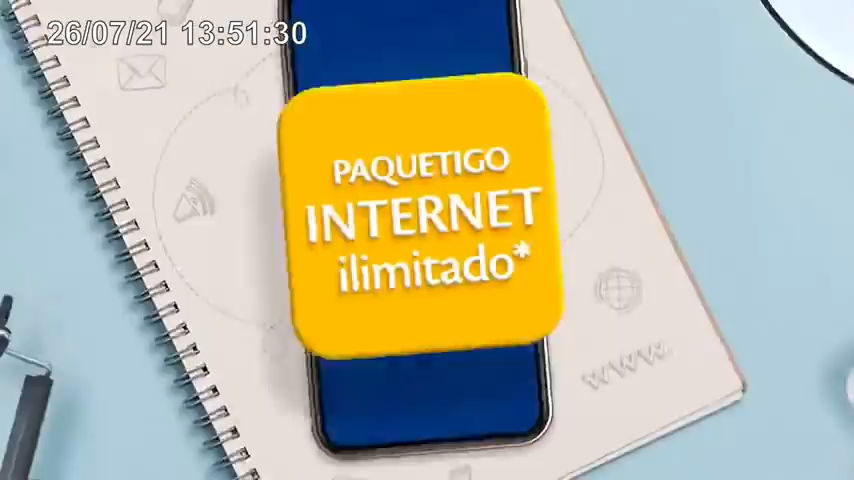 26/07/21 13:51:30
PAQUETIGO
INTERNET
ilimitado*
www.